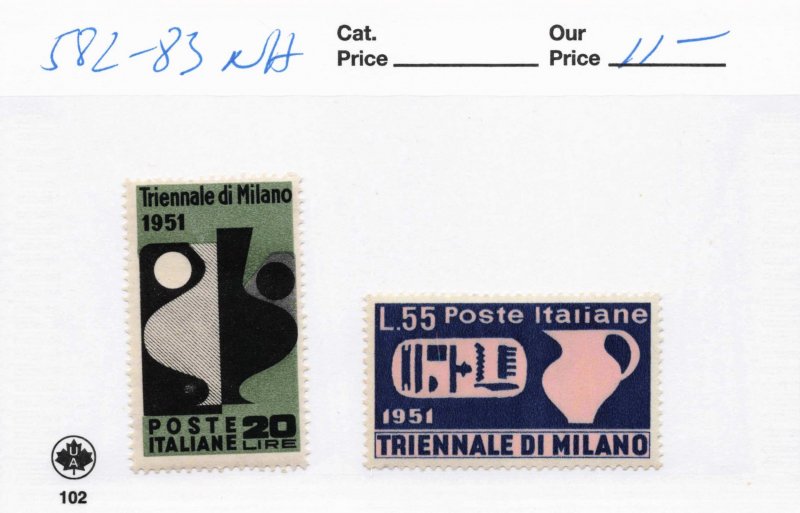 582-83 NH
Cat.
Price
Our
Price 11-
Triennale di Milano
1951
POSTE
ITALIANE
20
LIRE
L.55 Poste Italiane
1951
TRIENNALE DI MILANO
UA
102